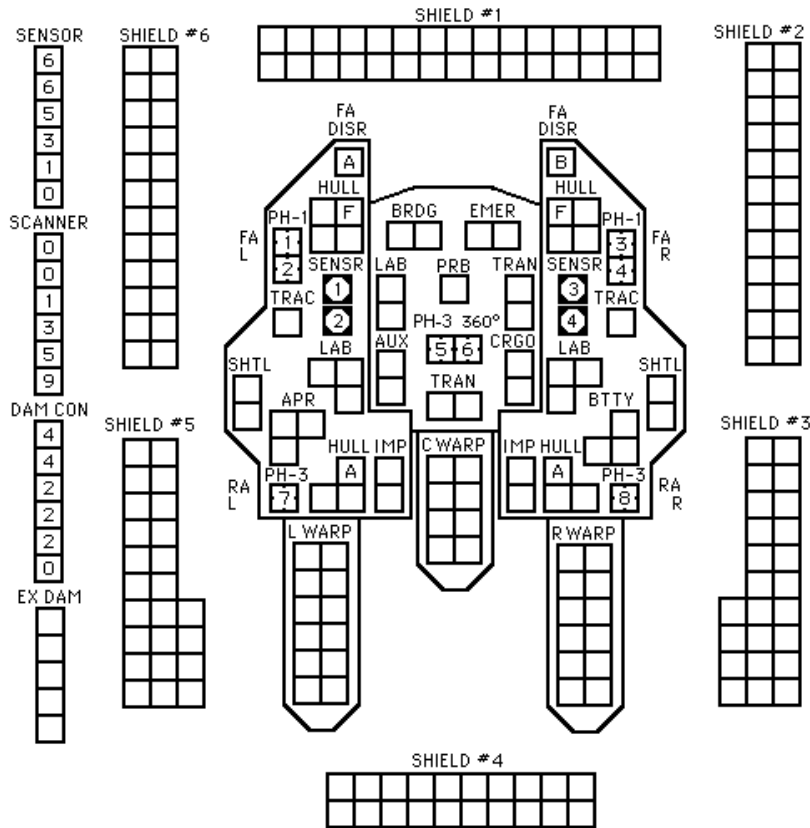 SHIELD #1
SENSOR
SHIELD #6
SHIELD #2
6
6
5
3
1
0
FA
DISR
FA
DISR
A
B
HULL
HULL
F
F
BRDG
EMER
PH-1
PH-1
1
2
3
4
FA
L
FA
R
SCANNER
0
0
1
3
5
9
SENSR
LAB
PRB
TRAN
SENSR
1
2
3
4
TRAC
TRAC
PH-3 360°
5 6
LAB
AUX
CRGO
LAB
SHTL
TRAN
SHTL
APR
BTTY
DAM CON
4
4
2
2
2
0
SHIELD #5
SHIELD #3
HULL
IMP
C WARP
IMP
HULL
A
A
RA
L
PH-3
7
PH-3
8
RA
R
L WARP
R WARP
EX DAM
SHIELD #4